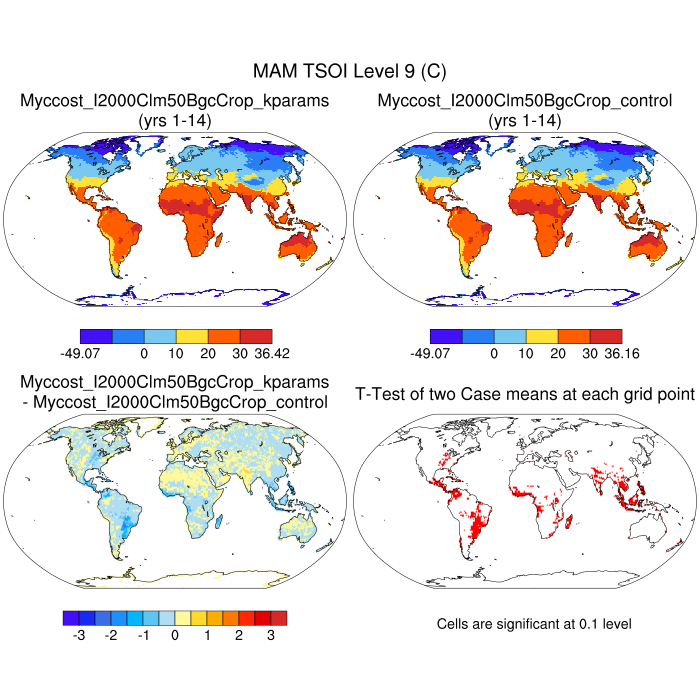 MAM TSOI Level 9 (C)
Myccost_I2000Clm50BgcCrop_kparams
(yrs 1-14)
Myccost_I2000Clm50BgcCrop_control
(yrs 1-14)
-49.07 0 10 20 30 36.42
-49.07 0 10 20 30 36.16
Myccost_I2000Clm50BgcCrop_kparams
- Myccost_I2000Clm50BgcCrop_control
T-Test of two Case means at each grid point
-3 -2 -1 0 1 2 3
Cells are significant at 0.1 level